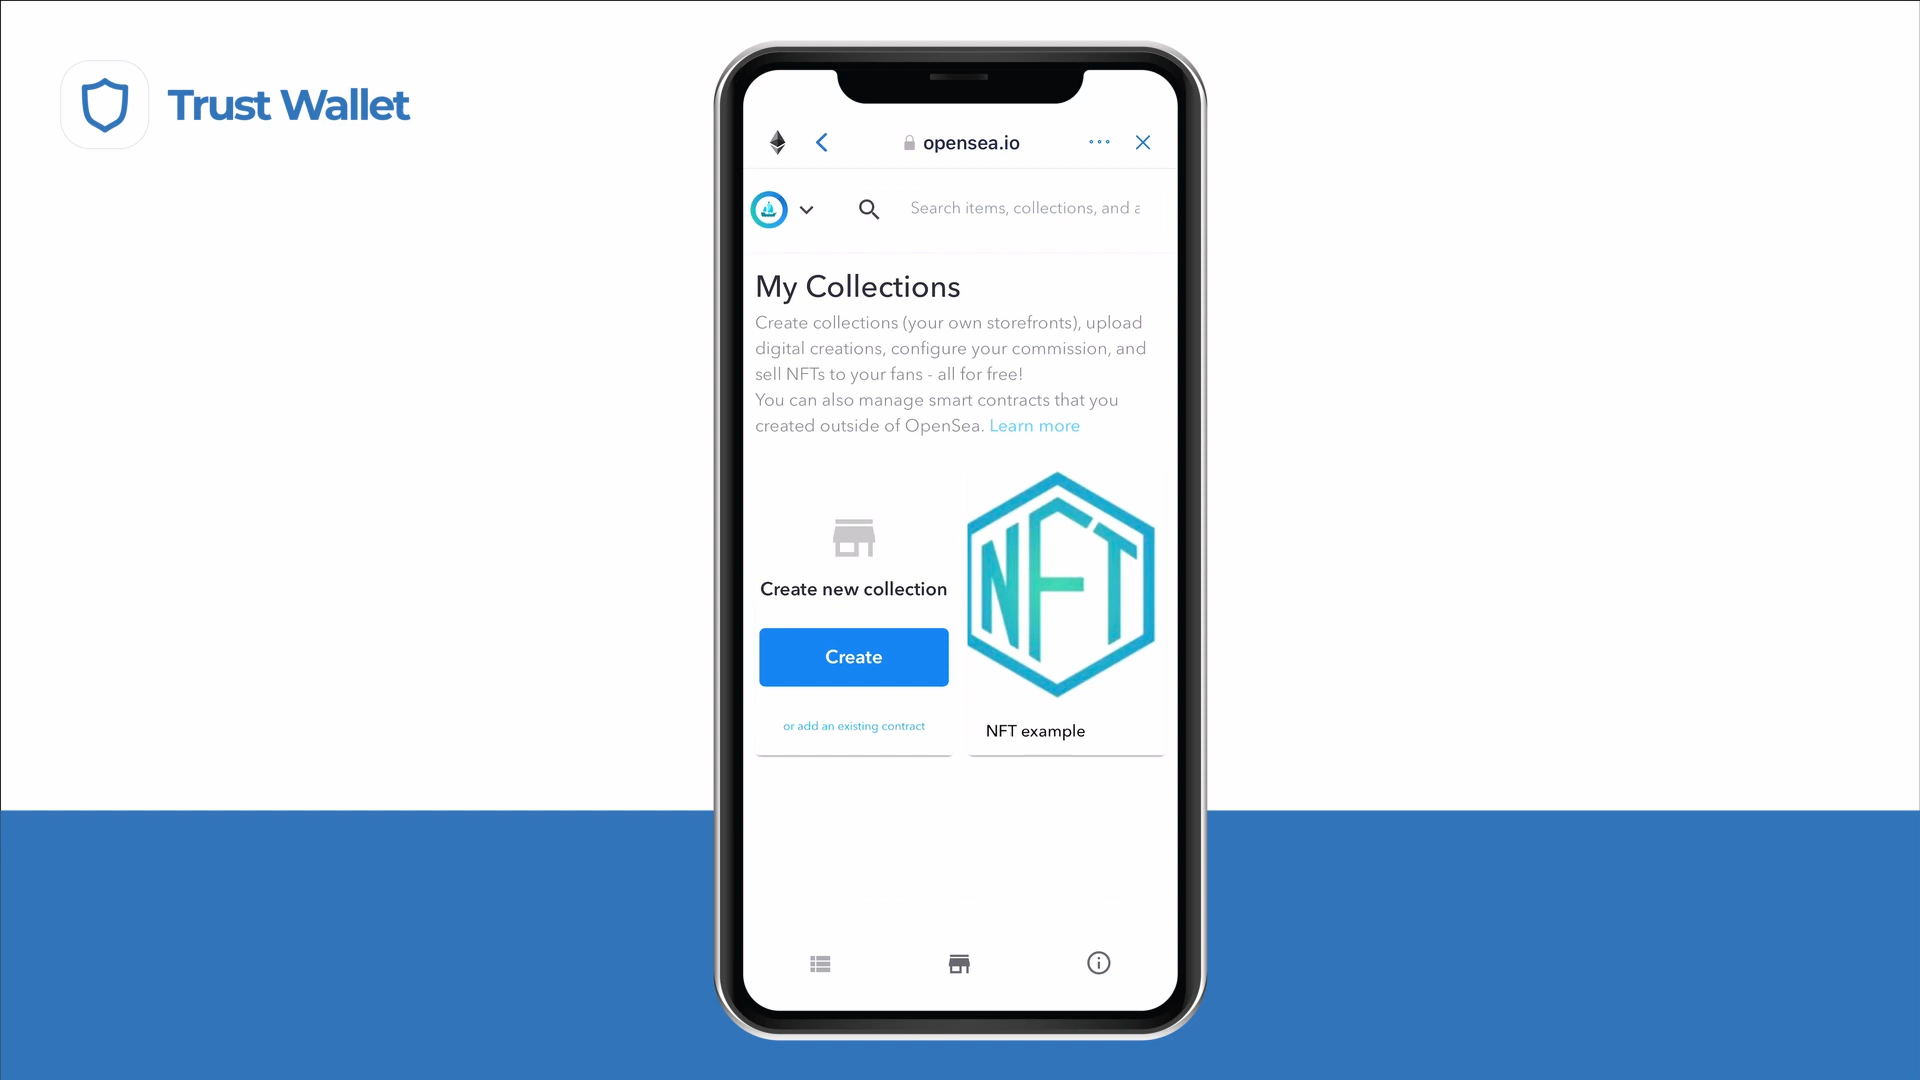 Trust Wallet
opensea.io
Search items, collections, and a
My Collections
Create collections (your own storefronts), upload
digital creations, configure your commission, and
sell NFTs to your fans - all for free!
You can also manage smart contracts that you
created outside of OpenSea. Learn more
NFT
Create new collection
Create
or add an existing contract
NFT example